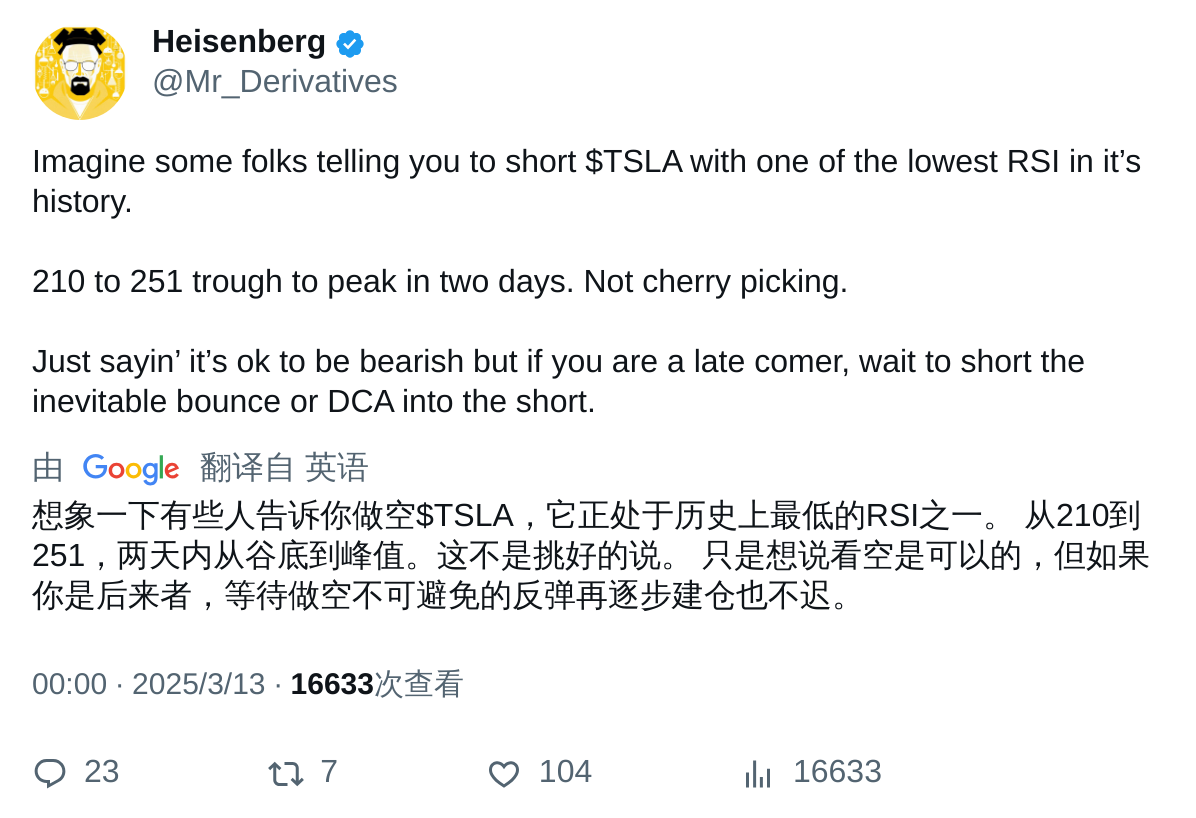 Heisenberg
@Mr_Derivatives
Imagine some folks telling you to short $TSLA with one of the lowest RSI in it’s
history.
210 to 251 trough to peak in two days. Not cherry picking.
Just sayin’ it’s ok to be bearish but if you are a late comer, wait to short the
inevitable bounce or DCA into the short.
由 Google 翻译自 英语
想象一下有些人告诉你做空$TSLA，它正处于历史上最低的RSI之一。 从210到
251，两天内从谷底到峰值。这不是挑好的说。 只是想说看空是可以的，但如果
你是后来者，等待做空不可避免的反弹再逐步建仓也不迟。
00:00 · 2025/3/13 · 16633次查看
23 7 104 16633